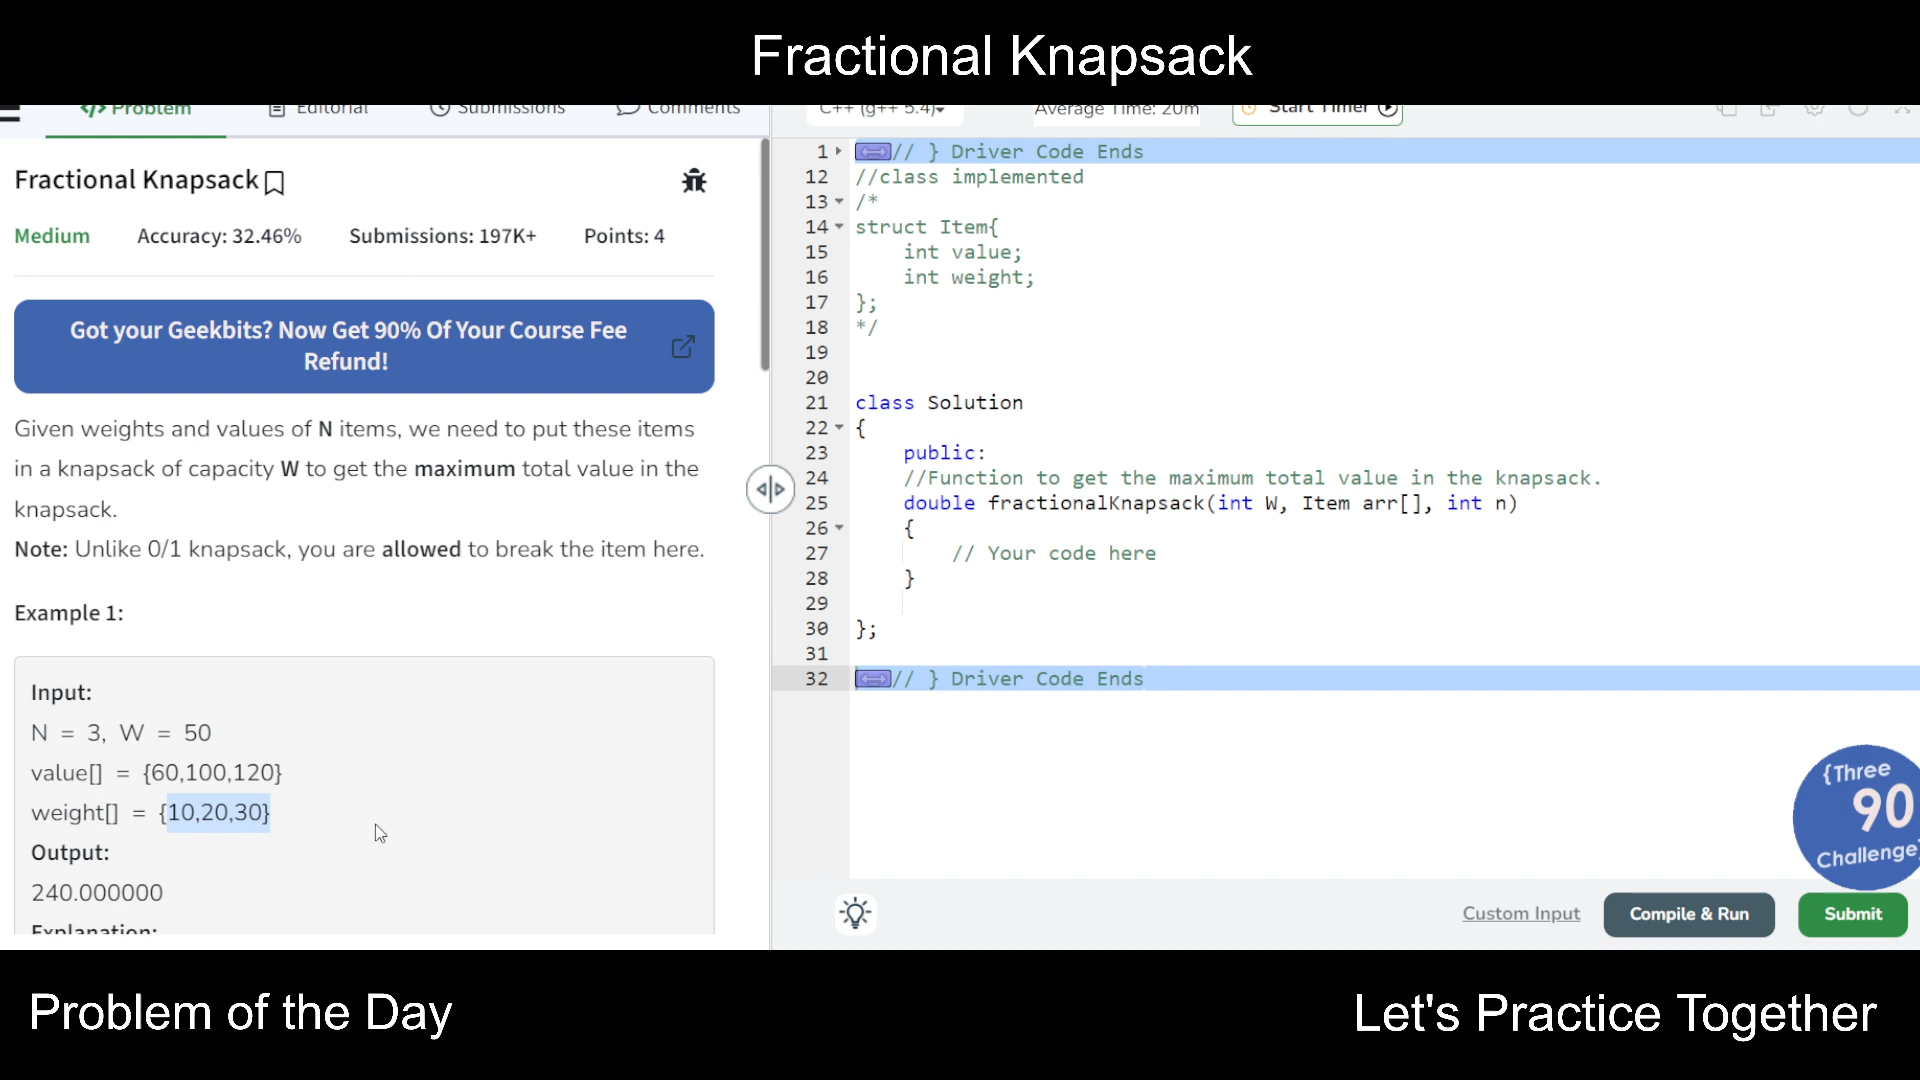 Fractional Knapsack
Problem
Editorial
Submissions
Comments
C++ (g++ 5.4)
Average Time: 20m
Start Timer
Fractional Knapsack
Medium Accuracy: 32.46% Submissions: 197K+ Points: 4
Got your Geekbits? Now Get 90% Of Your Course Fee
Refund!
Given weights and values of N items, we need to put these items
in a knapsack of capacity W to get the maximum total value in the
knapsack.
Note: Unlike 0/1 knapsack, you are allowed to break the item here.
Example 1:
Input:
N = 3, W = 50
value[] = {60,100,120}
weight[] = {10,20,30}
Output:
240.000000
Explanation:
1 // } Driver Code Ends
12 //class implemented
13 /*
14 struct Item{
15 int value;
16 int weight;
17 };
18 */
19
20
21 class Solution
22 {
23 public:
24 //Function to get the maximum total value in the knapsack.
25 double fractionalKnapsack(int W, Item arr[], int n)
26 {
27 // Your code here
28 }
29
30 };
31
32 // } Driver Code Ends
{Three
90
Challenge}
Custom Input
Compile & Run
Submit
Problem of the Day
Let's Practice Together